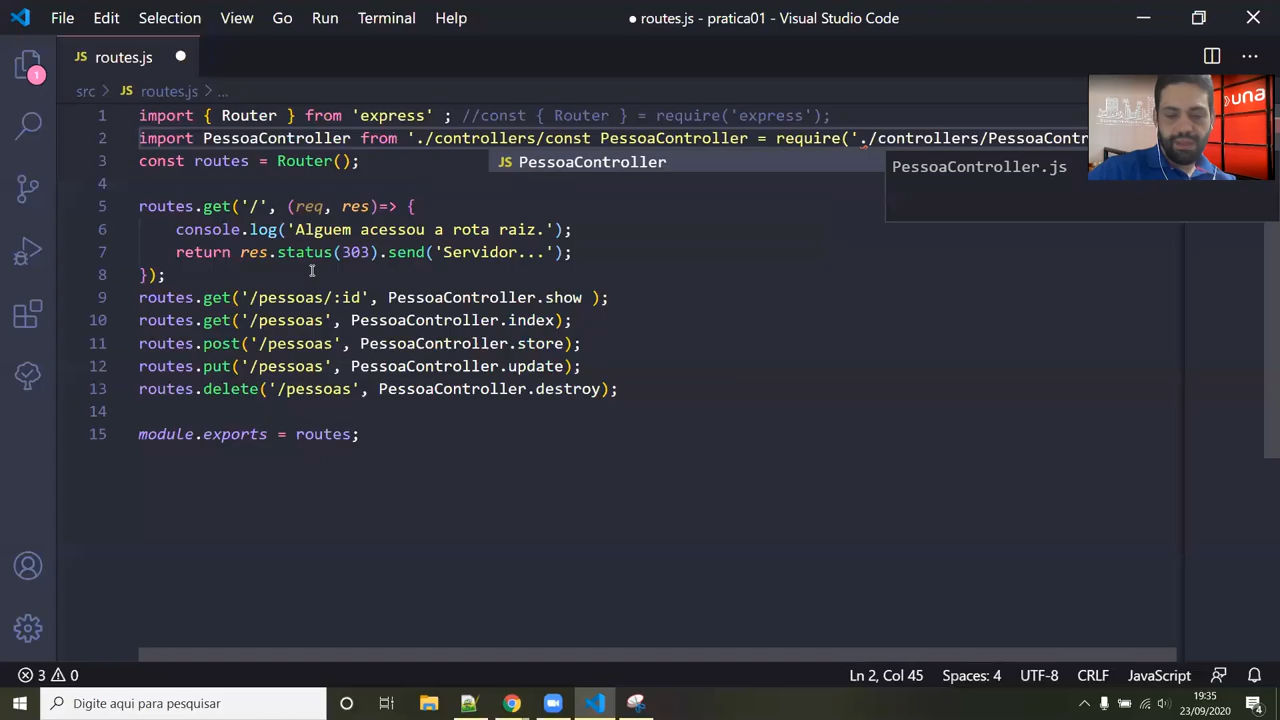 File Edit Selection View Go Run Terminal Help ● routes.js - pratica01 - Visual Studio Code
1
JS routes.js
src > JS routes.js > ...
1 import { Router } from 'express' ; //const { Router } = require('express');
2 import PessoaController from './controllers/const PessoaController = require('./controllers/PessoaContr
JS PessoaController
PessoaController.js
una
3 const routes = Router();
4
5 routes.get('/', (req, res)=> {
6 console.log('Alguem acessou a rota raiz.');
7 return res.status(303).send('Servidor...');
8 });
9 routes.get('/pessoas/:id', PessoaController.show );
10 routes.get('/pessoas', PessoaController.index);
11 routes.post('/pessoas', PessoaController.store);
12 routes.put('/pessoas', PessoaController.update);
13 routes.delete('/pessoas', PessoaController.destroy);
14
15 module.exports = routes;
3 0 Ln 2, Col 45 Spaces: 4 UTF-8 CRLF JavaScript
Digite aqui para pesquisar
19:35
23/09/2020
4